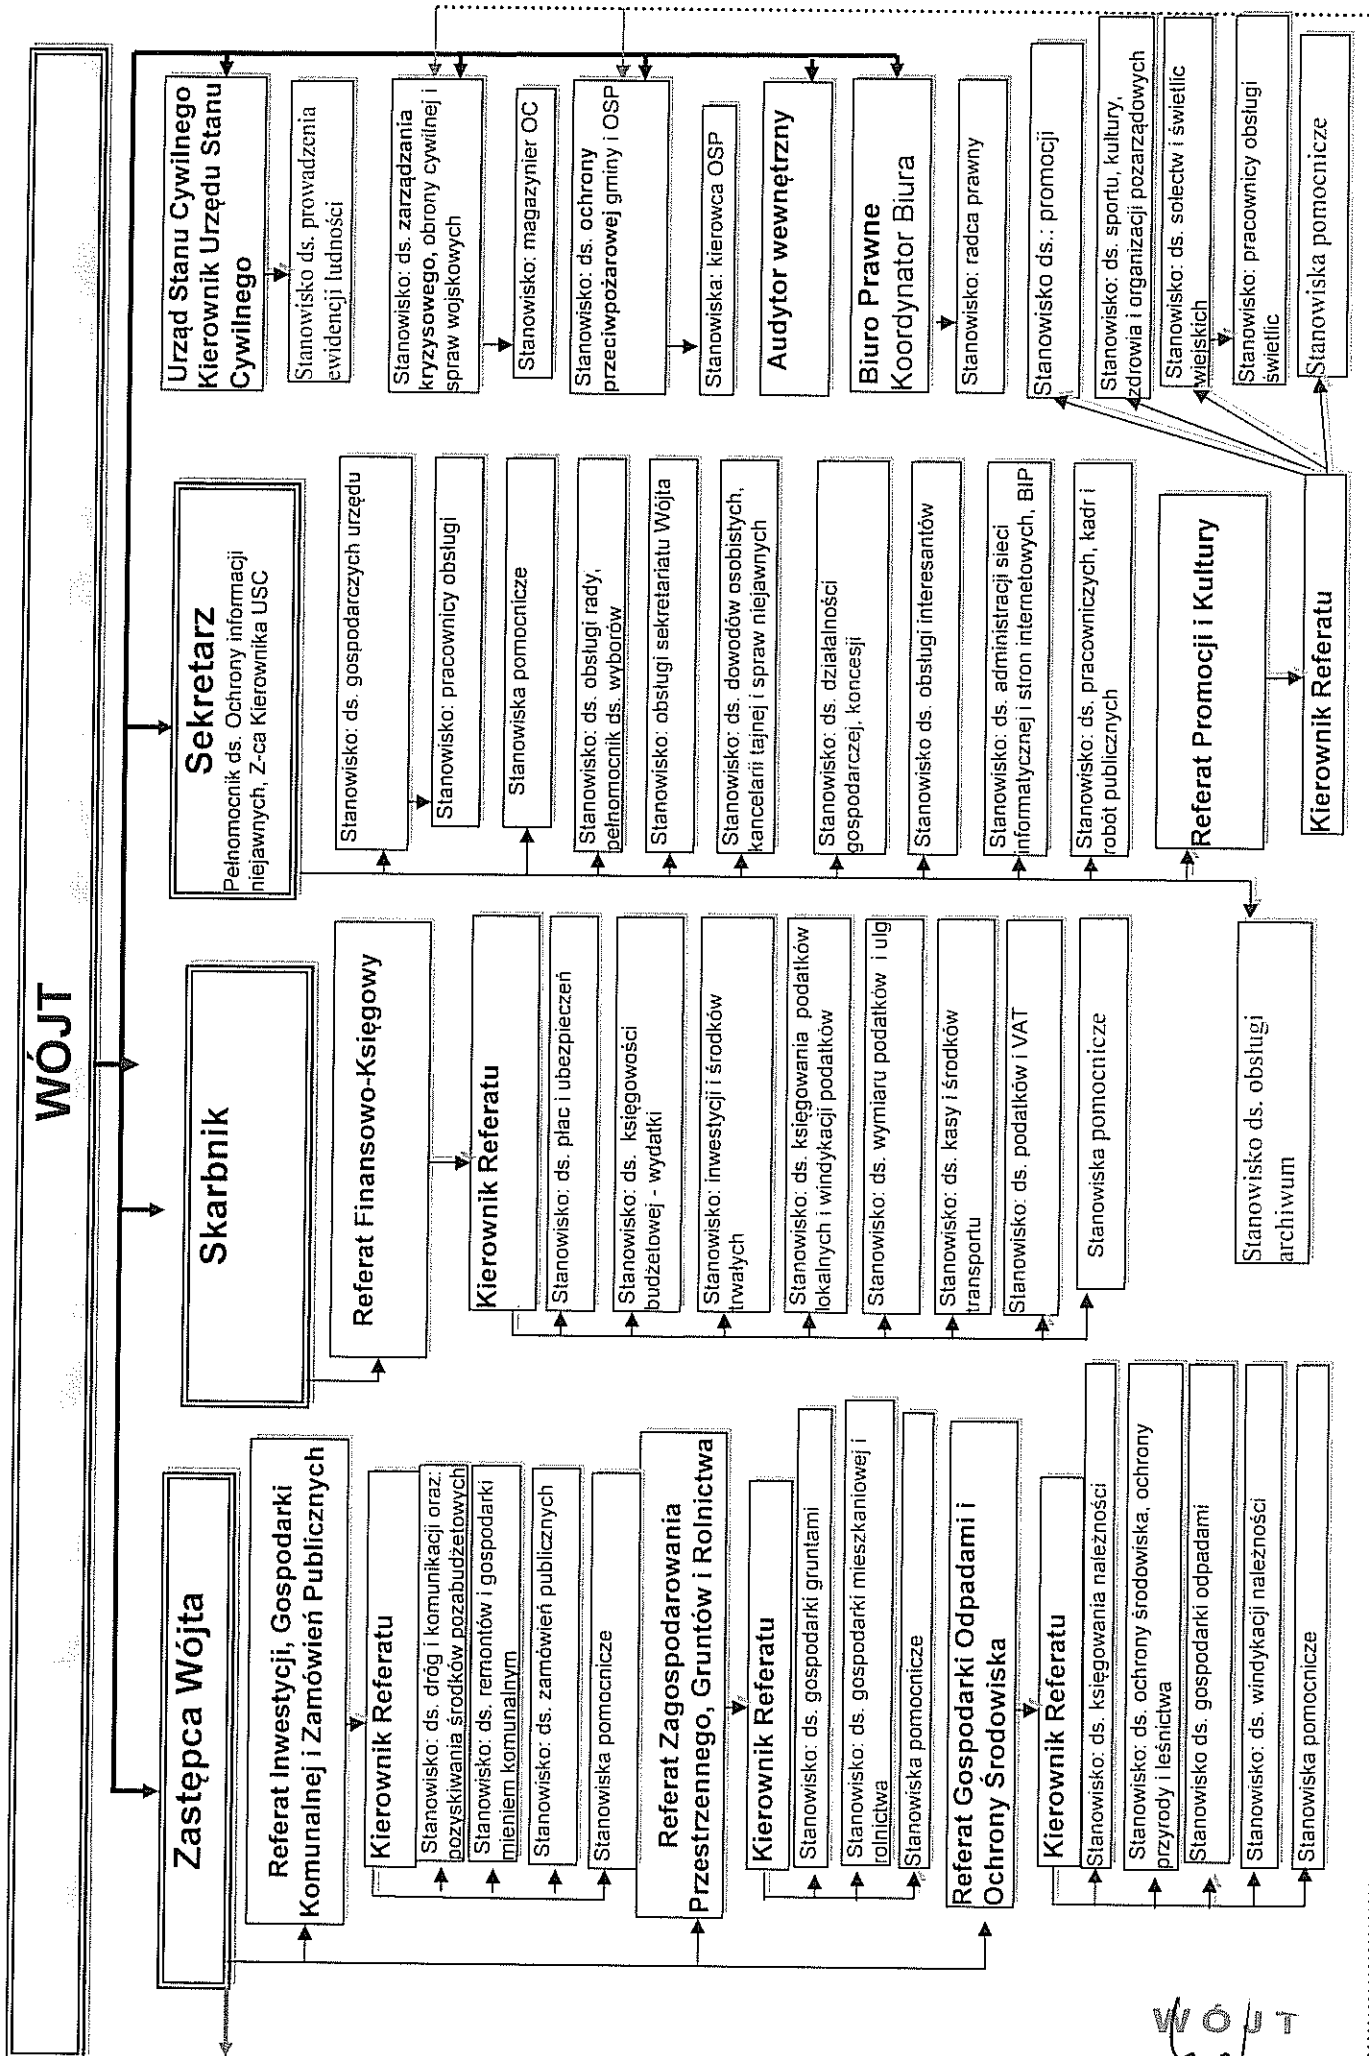 WÓJT
Zastępca Wójta
Referat Inwestycji, Gospodarki
Komunalnej i Zamówień Publicznych
Kierownik Referatu
Stanowisko: ds. dróg i komunikacji oraz:
pozyskiwania środków pozabudżetowych
Stanowisko: ds. remontów i gospodarki
mieniem komunalnym
Stanowisko: ds. zamówień publicznych
Stanowiska pomocnicze
Referat Zagospodarowania
Przestrzennego, Gruntów i Rolnictwa
Kierownik Referatu
Stanowisko: ds. gospodarki gruntami
Stanowisko: ds. gospodarki mieszkaniowej i
rolnictwa
Stanowiska pomocnicze
Referat Gospodarki Odpadami i
Ochrony Środowiska
Kierownik Referatu
Stanowisko: ds. księgowania należności
Stanowisko: ds. ochrony środowiska, ochrony
przyrody i leśnictwa
Stanowisko ds. gospodarki odpadami
Stanowisko: ds. windykacji należności
Stanowiska pomocnicze
Skarbnik
Referat Finansowo-Księgowy
Kierownik Referatu
Stanowisko: ds. płac i ubezpieczeń
Stanowisko: ds. księgowości
budżetowej - wydatki
Stanowisko: inwestycji i środków
trwałych
Stanowisko: ds. księgowania podatków
lokalnych i windykacji podatków
Stanowisko: ds. wymiaru podatków i ulg
Stanowisko: ds. kasy i środków
transportu
Stanowisko: ds. podatków i VAT
Stanowiska pomocnicze
Stanowisko ds. obsługi
archiwum
Sekretarz
Pełnomocnik ds. Ochrony informacji
niejawnych, Z-ca Kierownika USC
Stanowisko: ds. gospodarczych urzędu
Stanowisko: pracownicy obsługi
Stanowiska pomocnicze
Stanowisko: ds. obsługi rady,
pełnomocnik ds. wyborów
Stanowisko: obsługi sekretariatu Wójta
Stanowisko: ds. dowodów osobistych,
kancelarii tajnej i spraw niejawnych
Stanowisko: ds. działalności
gospodarczej, koncesji
Stanowisko ds. obsługi interesantów
Stanowisko: ds. administracji sieci
informatycznej i stron internetowych, BIP
Stanowisko: ds. pracowniczych, kadr i
robót publicznych
Referat Promocji i Kultury
Kierownik Referatu
Urząd Stanu Cywilnego
Kierownik Urzędu Stanu
Cywilnego
Stanowisko ds. prowadzenia
ewidencji ludności
Stanowisko: ds. zarządzania
kryzysowego, obrony cywilnej i
spraw wojskowych
Stanowisko: magazynier OC
Stanowisko: ds. ochrony
przeciwpożarowej gminy i OSP
Stanowiska: kierowca OSP
Audytor wewnętrzny
Biuro Prawne
Koordynator Biura
Stanowisko: radca prawny
Stanowisko ds.: promocji
Stanowisko: ds. sportu, kultury,
zdrowia i organizacji pozarządowych
Stanowisko: ds. sołectw i świetlic
wiejskich
Stanowisko: pracownicy obsługi
świetlic
Stanowiska pomocnicze
WÓJT